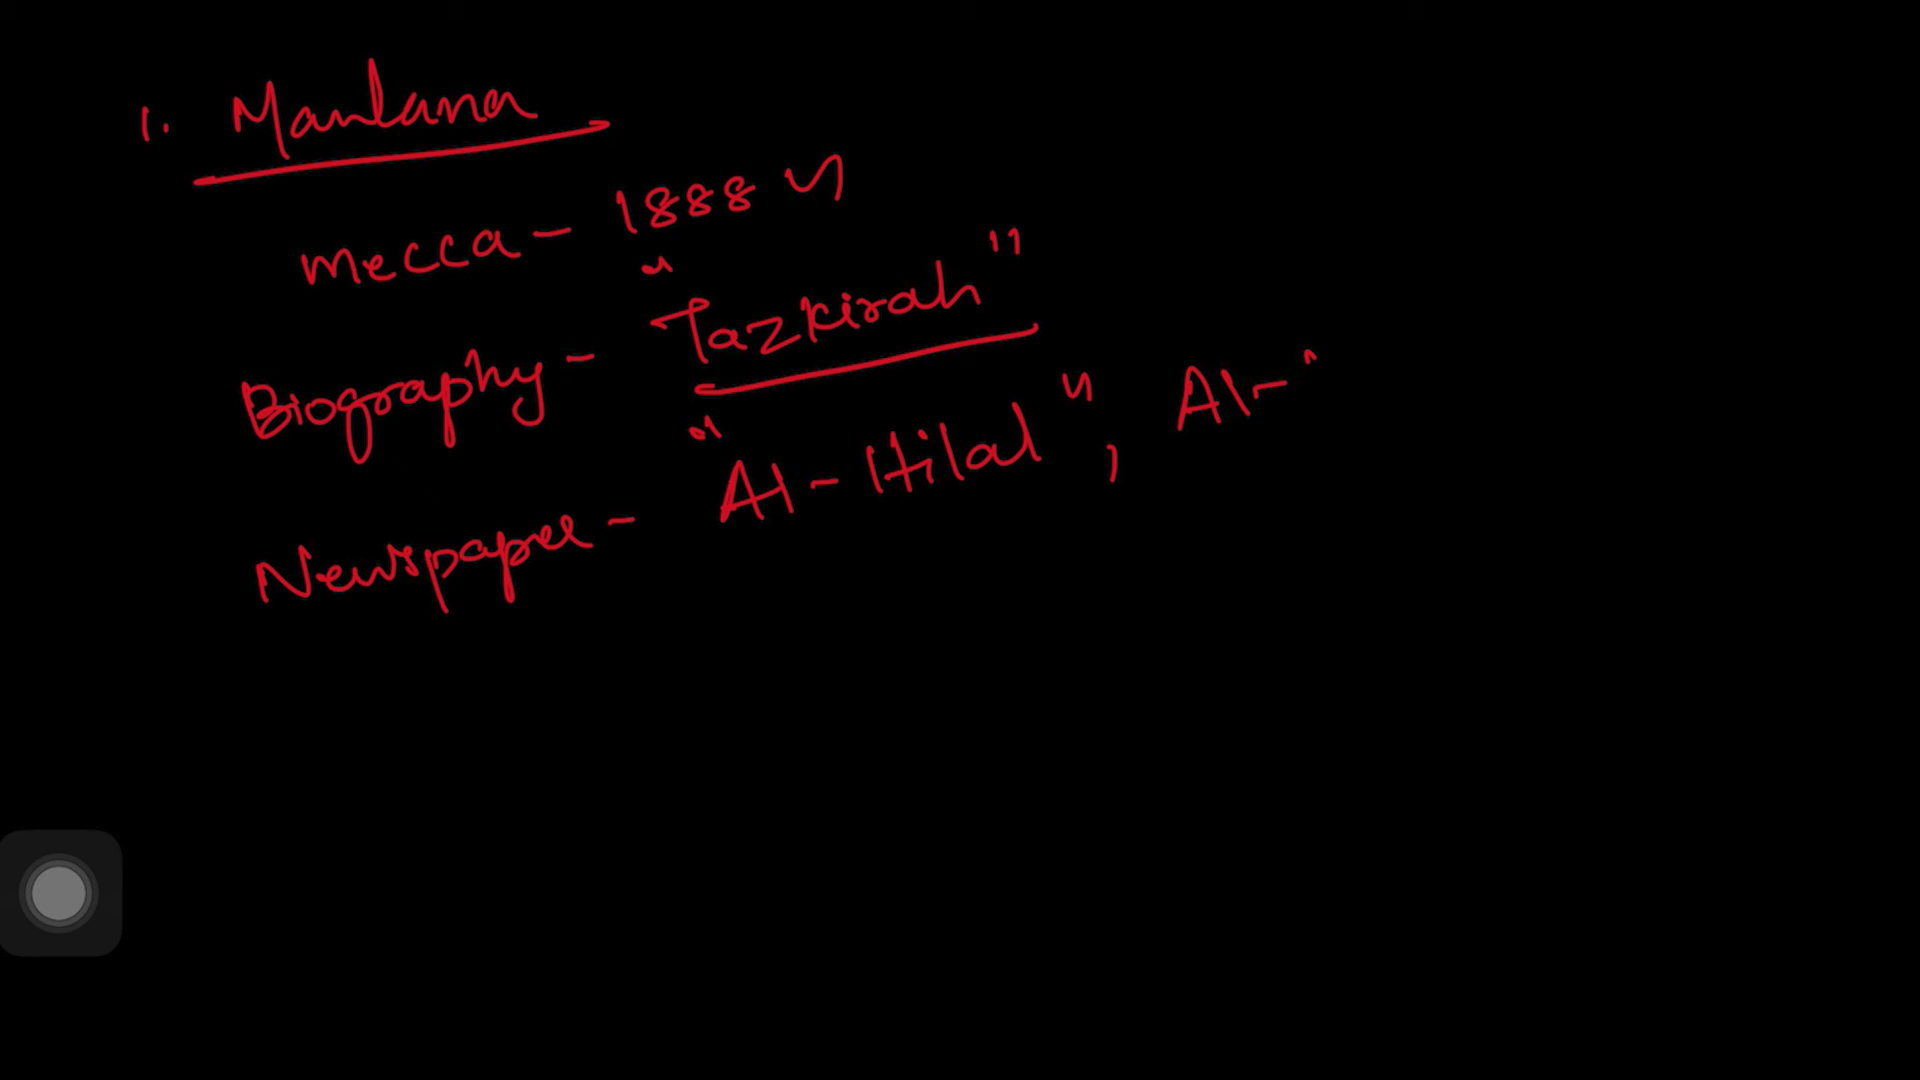 1. Maulana
Mecca - 1888
Biography - "Tazkirah"
Newspaper - "Al-Hilal", Al-"